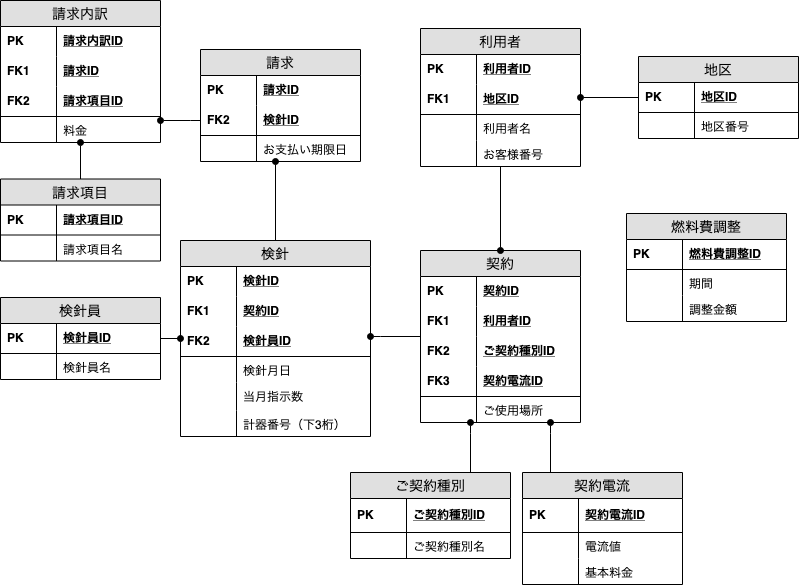 請求内訳
PK 請求内訳ID
FK1 請求ID
FK2 請求項目ID
料金
請求
PK 請求ID
FK2 検針ID
お支払い期限日
利用者
PK 利用者ID
FK1 地区ID
利用者名
お客様番号
地区
PK 地区ID
地区番号
請求項目
PK 請求項目ID
請求項目名
燃料費調整
PK 燃料費調整ID
期間
調整金額
検針
PK 検針ID
FK1 契約ID
FK2 検針員ID
検針月日
当月指示数
計器番号（下3桁）
契約
PK 契約ID
FK1 利用者ID
FK2 ご契約種別ID
FK3 契約電流ID
ご使用場所
検針員
PK 検針員ID
検針員名
ご契約種別
PK ご契約種別ID
ご契約種別名
契約電流
PK 契約電流ID
電流値
基本料金